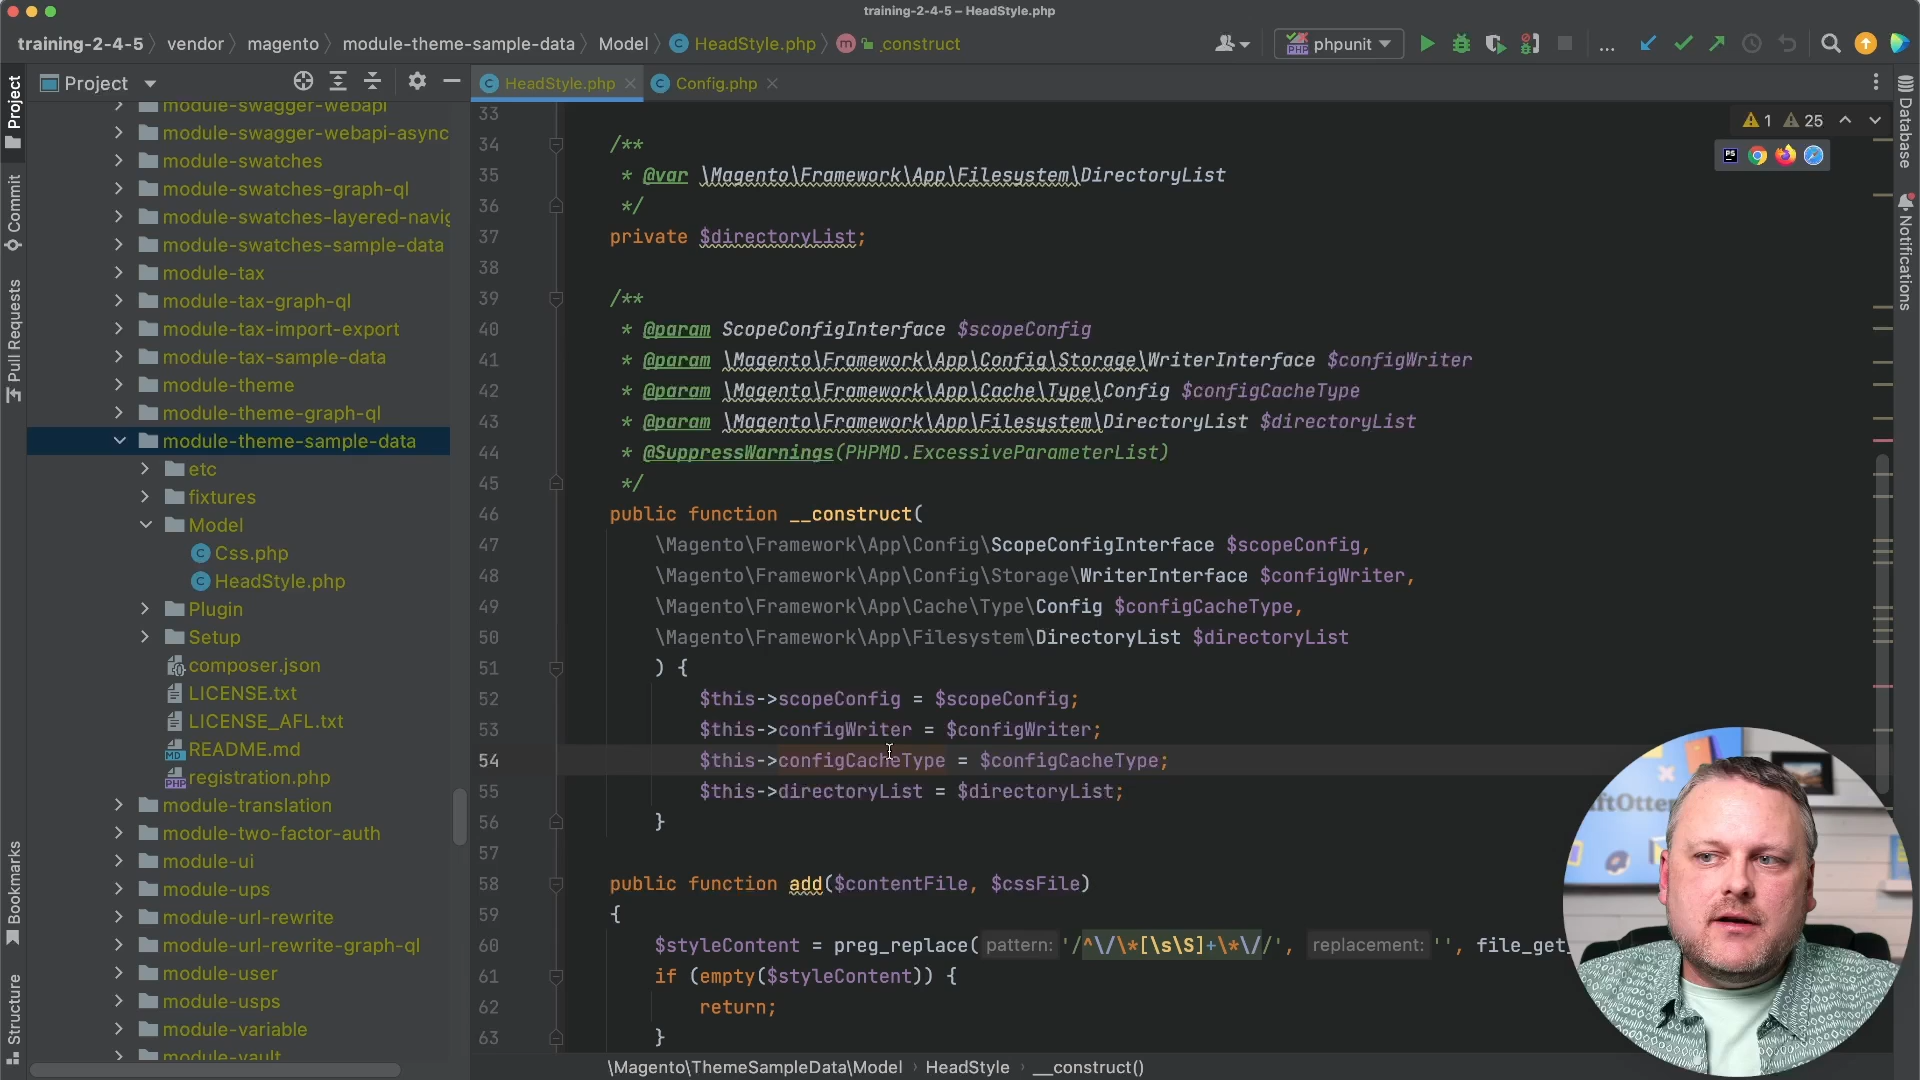 training-2-4-5 – HeadStyle.php
training-2-4-5 vendor magento module-theme-sample-data Model HeadStyle.php __construct
phpunit
Project
HeadStyle.php
Config.php
Project
Commit
Pull Requests
Bookmarks
Structure
module-swagger-webapi
module-swagger-webapi-async
module-swatches
module-swatches-graph-ql
module-swatches-layered-navig
module-swatches-sample-data
module-tax
module-tax-graph-ql
module-tax-import-export
module-tax-sample-data
module-theme
module-theme-graph-ql
module-theme-sample-data
etc
fixtures
Model
Css.php
HeadStyle.php
Plugin
Setup
composer.json
LICENSE.txt
LICENSE_AFL.txt
README.md
registration.php
module-translation
module-two-factor-auth
module-ui
module-ups
module-url-rewrite
module-url-rewrite-graph-ql
module-user
module-usps
module-variable
module-vault
1 25
33
34 /**
35 * @var \Magento\Framework\App\Filesystem\DirectoryList
36 */
37 private $directoryList;
38
39 /**
40 * @param ScopeConfigInterface $scopeConfig
41 * @param \Magento\Framework\App\Config\Storage\WriterInterface $configWriter
42 * @param \Magento\Framework\App\Cache\Type\Config $configCacheType
43 * @param \Magento\Framework\App\Filesystem\DirectoryList $directoryList
44 * @SuppressWarnings(PHPMD.ExcessiveParameterList)
45 */
46 public function __construct(
47 \Magento\Framework\App\Config\ScopeConfigInterface $scopeConfig,
48 \Magento\Framework\App\Config\Storage\WriterInterface $configWriter,
49 \Magento\Framework\App\Cache\Type\Config $configCacheType,
50 \Magento\Framework\App\Filesystem\DirectoryList $directoryList
51 ) {
52 $this->scopeConfig = $scopeConfig;
53 $this->configWriter = $configWriter;
54 $this->configCacheType = $configCacheType;
55 $this->directoryList = $directoryList;
56 }
57
58 public function add($contentFile, $cssFile)
59 {
60 $styleContent = preg_replace( pattern: '/^\/\*[\s\S]+\*\//', replacement: '', file_get
61 if (empty($styleContent)) {
62 return;
63 }
\Magento\ThemeSampleData\Model HeadStyle __construct()
Database
Notifications